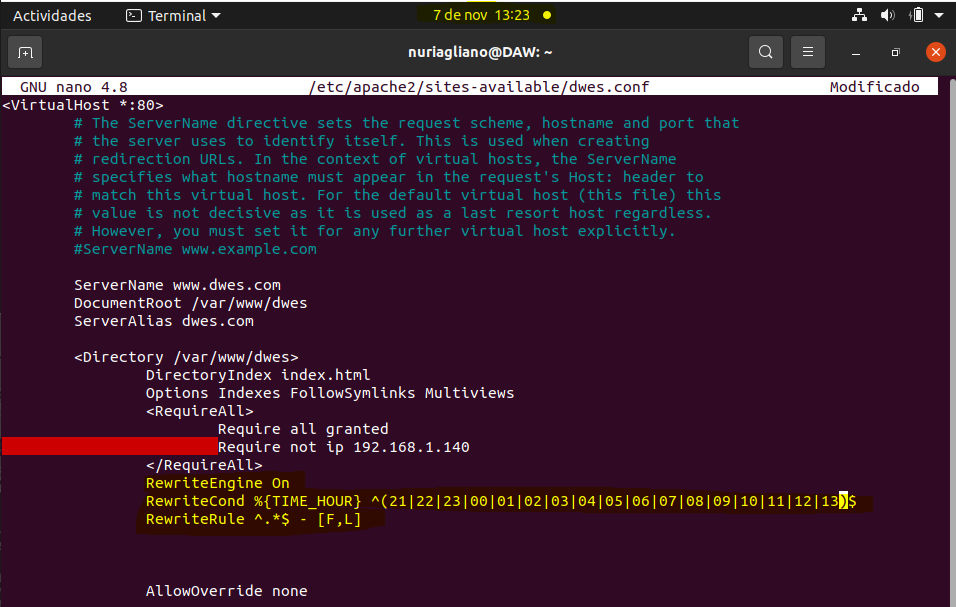 Actividades Terminal 7 de nov 13:23
nuriagliano@DAW: ~
GNU nano 4.8 /etc/apache2/sites-available/dwes.conf Modificado
<VirtualHost *:80>
# The ServerName directive sets the request scheme, hostname and port that
# the server uses to identify itself. This is used when creating
# redirection URLs. In the context of virtual hosts, the ServerName
# specifies what hostname must appear in the request's Host: header to
# match this virtual host. For the default virtual host (this file) this
# value is not decisive as it is used as a last resort host regardless.
# However, you must set it for any further virtual host explicitly.
#ServerName www.example.com
ServerName www.dwes.com
DocumentRoot /var/www/dwes
ServerAlias dwes.com
<Directory /var/www/dwes>
DirectoryIndex index.html
Options Indexes FollowSymlinks Multiviews
<RequireAll>
Require all granted
Require not ip 192.168.1.140
</RequireAll>
RewriteEngine On
RewriteCond %{TIME_HOUR} ^(21|22|23|00|01|02|03|04|05|06|07|08|09|10|11|12|13)$
RewriteRule ^.*$ - [F,L]
AllowOverride none